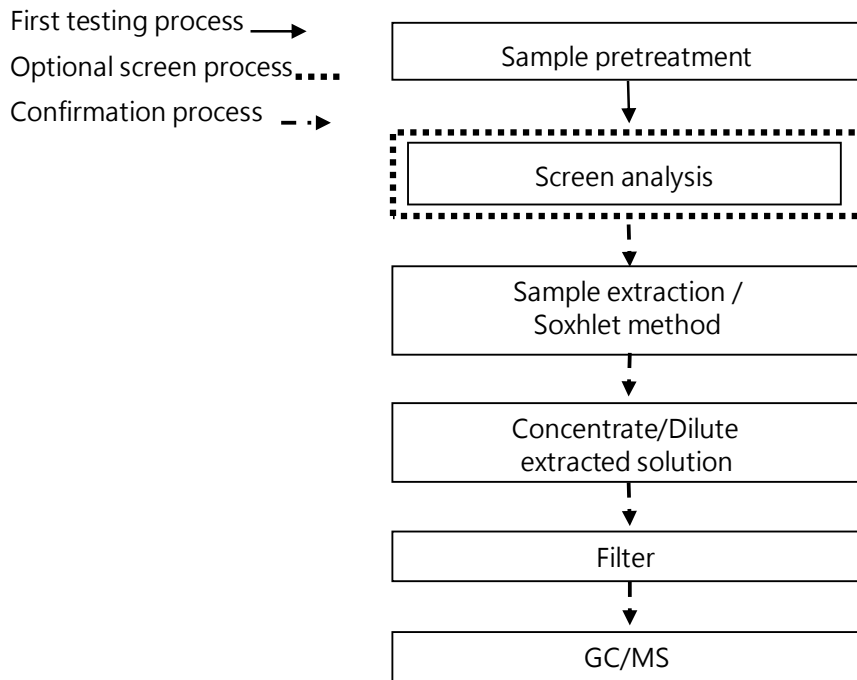 First testing process
Optional screen process
Confirmation process
Sample pretreatment
Screen analysis
Sample extraction /
Soxhlet method
Concentrate/Dilute
extracted solution
Filter
GC/MS